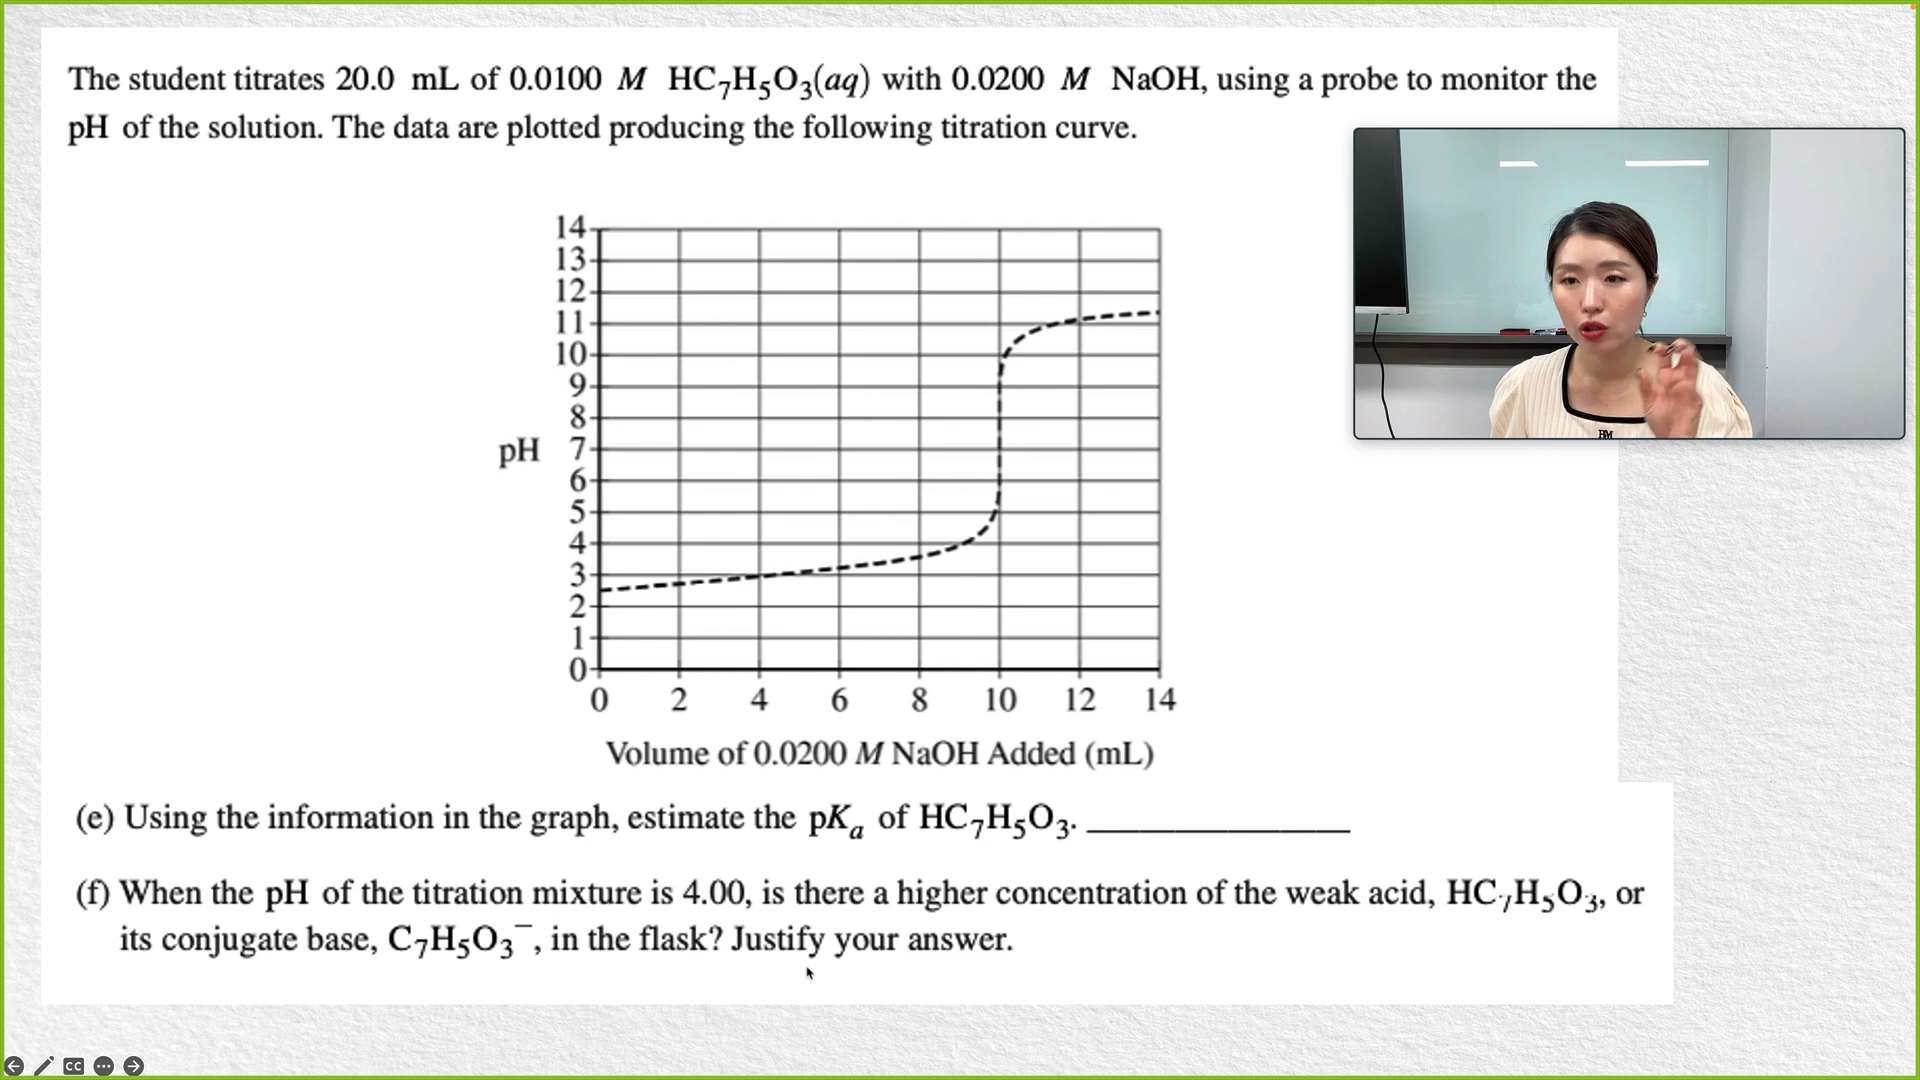 The student titrates 20.0 mL of 0.0100 M HC₇H₅O₃(aq) with 0.0200 M NaOH, using a probe to monitor the
pH of the solution. The data are plotted producing the following titration curve.
14
13
12
11
10
9
8
pH 7
6
5
4
3
2
1
0
0 2 4 6 8 10 12 14
Volume of 0.0200 M NaOH Added (mL)
(e) Using the information in the graph, estimate the pKₐ of HC₇H₅O₃. ____________
(f) When the pH of the titration mixture is 4.00, is there a higher concentration of the weak acid, HC₇H₅O₃, or
its conjugate base, C₇H₅O₃⁻, in the flask? Justify your answer.
CC